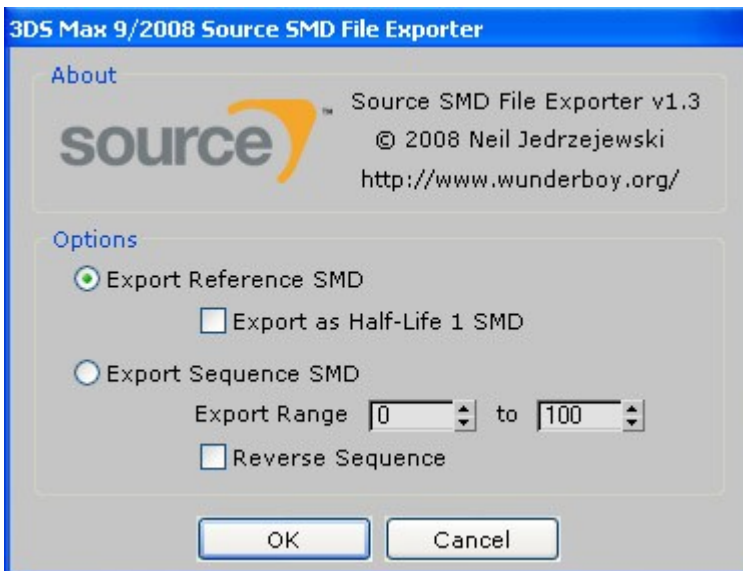 3DS Max 9/2008 Source SMD File Exporter
About
source™
Source SMD File Exporter v1.3
© 2008 Neil Jedrzejewski
http://www.wunderboy.org/
Options
Export Reference SMD
Export as Half-Life 1 SMD
Export Sequence SMD
Export Range 0 to 100
Reverse Sequence
OK Cancel